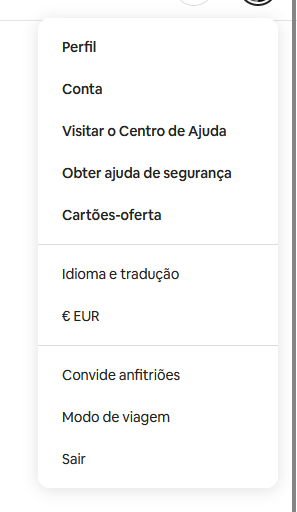 Perfil
Conta
Visitar o Centro de Ajuda
Obter ajuda de segurança
Cartões-oferta
Idioma e tradução
€ EUR
Convide anfitriões
Modo de viagem
Sair